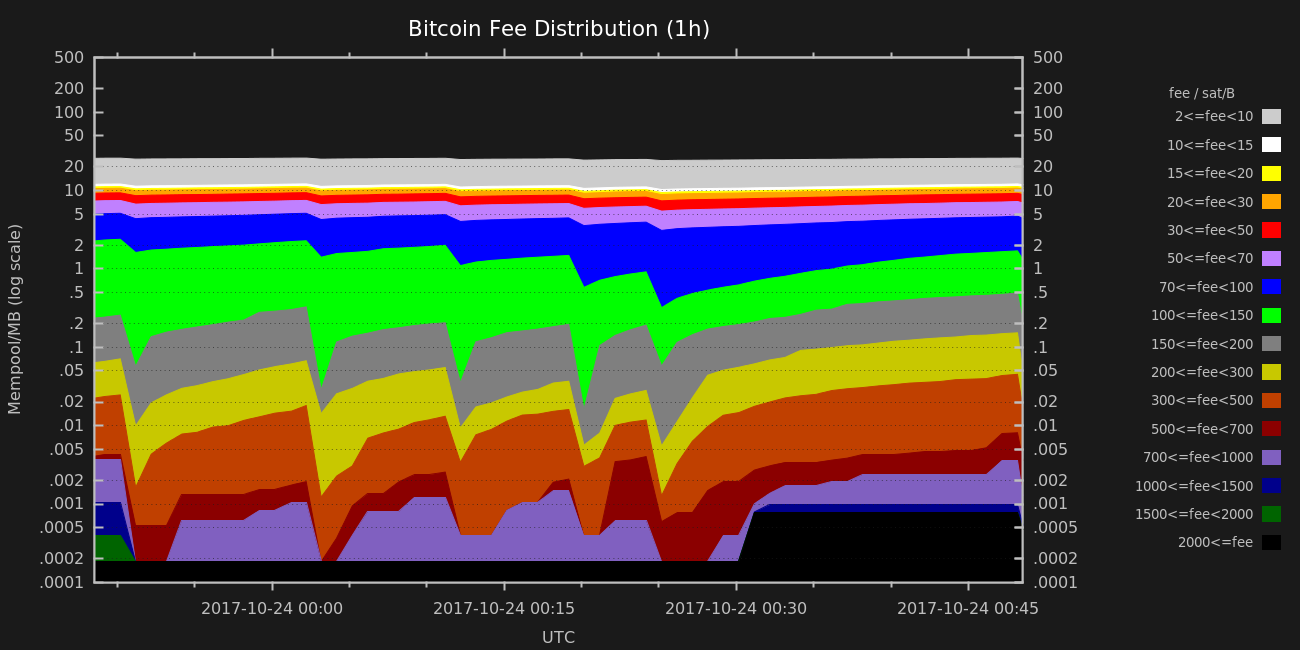 Bitcoin Fee Distribution (1h)
500
200
100
50
20
10
5
2
1
.5
.2
.1
.05
.02
.01
.005
.002
.001
.0005
.0002
.0001
Mempool/MB (log scale)
500
200
100
50
20
10
5
2
1
.5
.2
.1
.05
.02
.01
.005
.002
.001
.0005
.0002
.0001
2017-10-24 00:00 2017-10-24 00:15 2017-10-24 00:30 2017-10-24 00:45
UTC
fee / sat/B
2<=fee<10
10<=fee<15
15<=fee<20
20<=fee<30
30<=fee<50
50<=fee<70
70<=fee<100
100<=fee<150
150<=fee<200
200<=fee<300
300<=fee<500
500<=fee<700
700<=fee<1000
1000<=fee<1500
1500<=fee<2000
2000<=fee